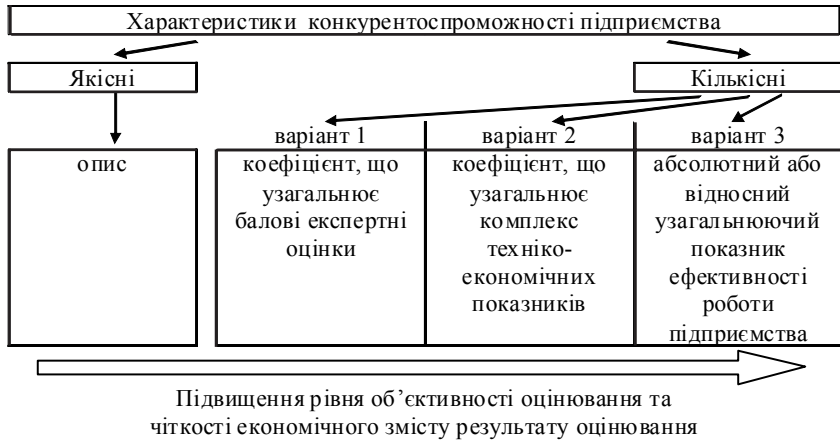 Характеристики конкурентоспроможності підприємства
Якісні
Кількісні
опис
варіант 1
коефіцієнт, що
узагальнює
балові експертні
оцінки
варіант 2
коефіцієнт, що
узагальнює
комплекс
техніко-
економічних
показників
варіант 3
абсолютний або
відносний
узагальнюючий
показник
ефективності
роботи
підприємства
Підвищення рівня об’єктивності оцінювання та
чіткості економічного змісту результату оцінювання